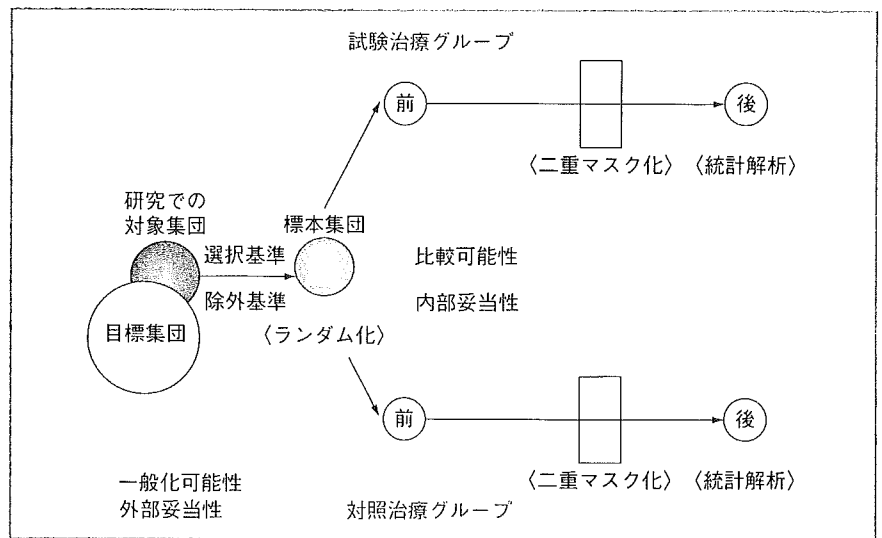 試験治療グループ
前
後
〈二重マスク化〉〈統計解析〉
研究での
対象集団
選択基準
除外基準
標本集団
比較可能性
内部妥当性
目標集団
〈ランダム化〉
前
後
〈二重マスク化〉〈統計解析〉
一般化可能性
外部妥当性
対照治療グループ